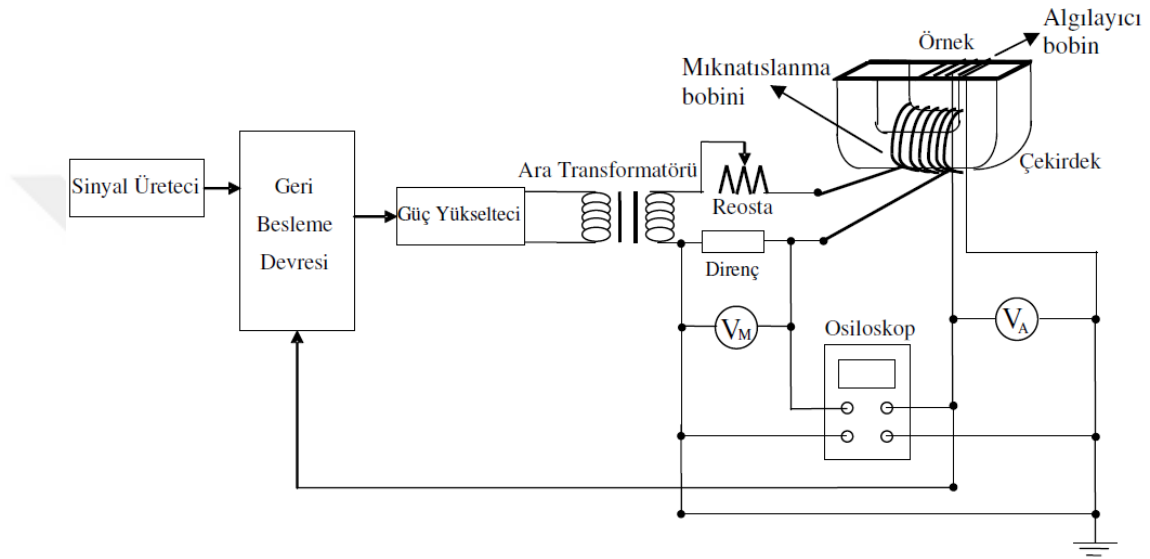 Örnek
Algılayıcı
bobin
Mıknatıslanma
bobini
Çekirdek
Ara Transformatörü
Sinyal Üreteci
Geri
Besleme
Devresi
Güç Yükselteci
Reosta
Direnç
VM
Osiloskop
VA